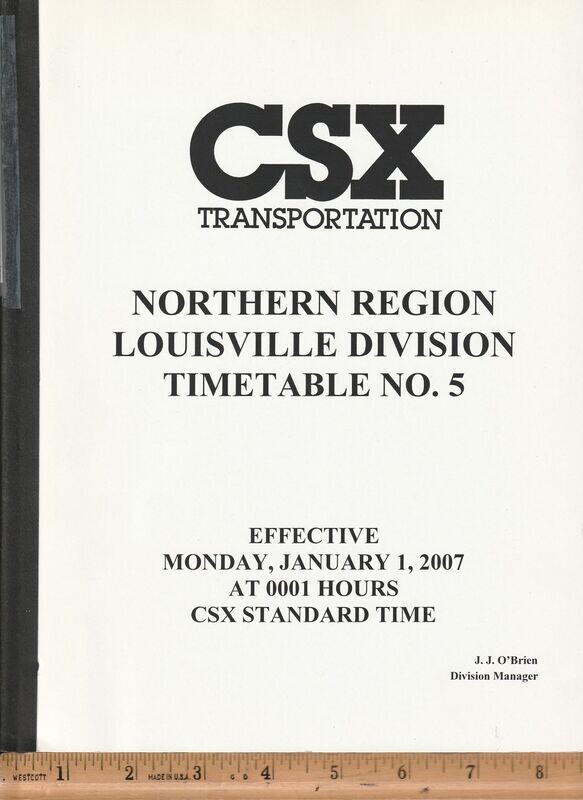 CSX
TRANSPORTATION
NORTHERN REGION
LOUISVILLE DIVISION
TIMETABLE NO. 5
EFFECTIVE
MONDAY, JANUARY 1, 2007
AT 0001 HOURS
CSX STANDARD TIME
J. J. O'Brien
Division Manager
WESTCOTT 1 2 MADE IN U.S.A. 3 4 5 6 7 8